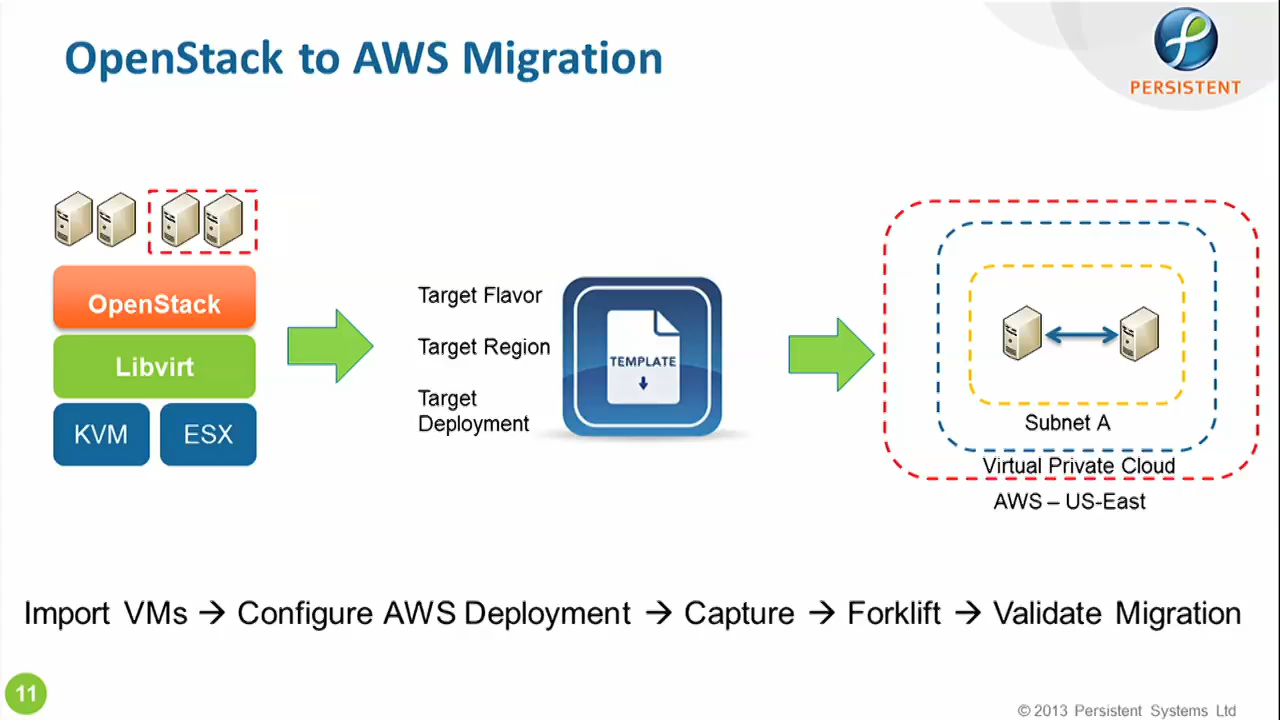 OpenStack to AWS Migration
PERSISTENT
OpenStack
Libvirt
KVM
ESX
Target Flavor
Target Region
Target
Deployment
TEMPLATE
Subnet A
Virtual Private Cloud
AWS – US-East
Import VMs → Configure AWS Deployment → Capture → Forklift → Validate Migration
11
© 2013 Persistent Systems Ltd